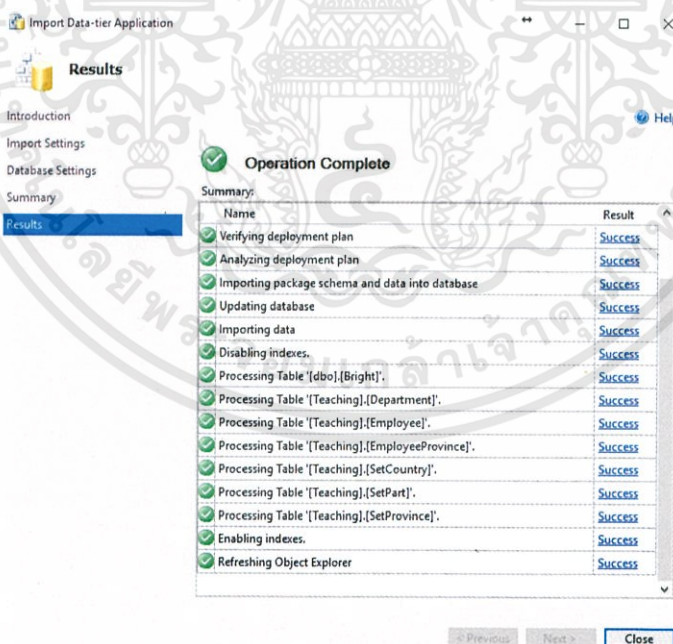 Import Data-tier Application
Results
Introduction
Help
Import Settings
Database Settings
Operation Complete
Summary
Summary:
Results
Name Result
Verifying deployment plan Success
Analyzing deployment plan Success
Importing package schema and data into database Success
Updating database Success
Importing data Success
Disabling indexes. Success
Processing Table '[dbo].[Bright]'. Success
Processing Table '[Teaching].[Department]'. Success
Processing Table '[Teaching].[Employee]'. Success
Processing Table '[Teaching].[EmployeeProvince]'. Success
Processing Table '[Teaching].[SetCountry]'. Success
Processing Table '[Teaching].[SetPart]'. Success
Processing Table '[Teaching].[SetProvince]'. Success
Enabling indexes. Success
Refreshing Object Explorer Success
< Previous Next > Close